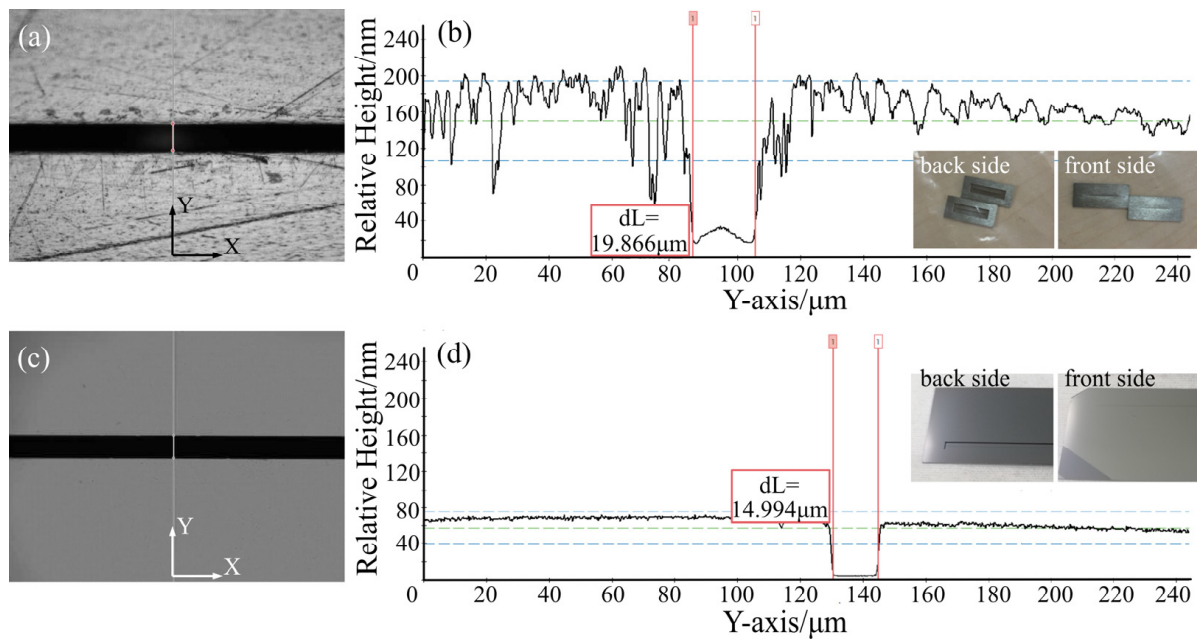 (a)
Y
X
(b)
Relative Height/nm
240
200
160
120
80
40
0
20
40
60
80
100
120
140
160
180
200
220
240
Y-axis/μm
1
1
dL=
19.866μm
back side
front side
(c)
Y
X
(d)
Relative Height/nm
240
200
160
120
80
40
0
20
40
60
80
100
120
140
160
180
200
220
240
Y-axis/μm
1
1
dL=
14.994μm
back side
front side